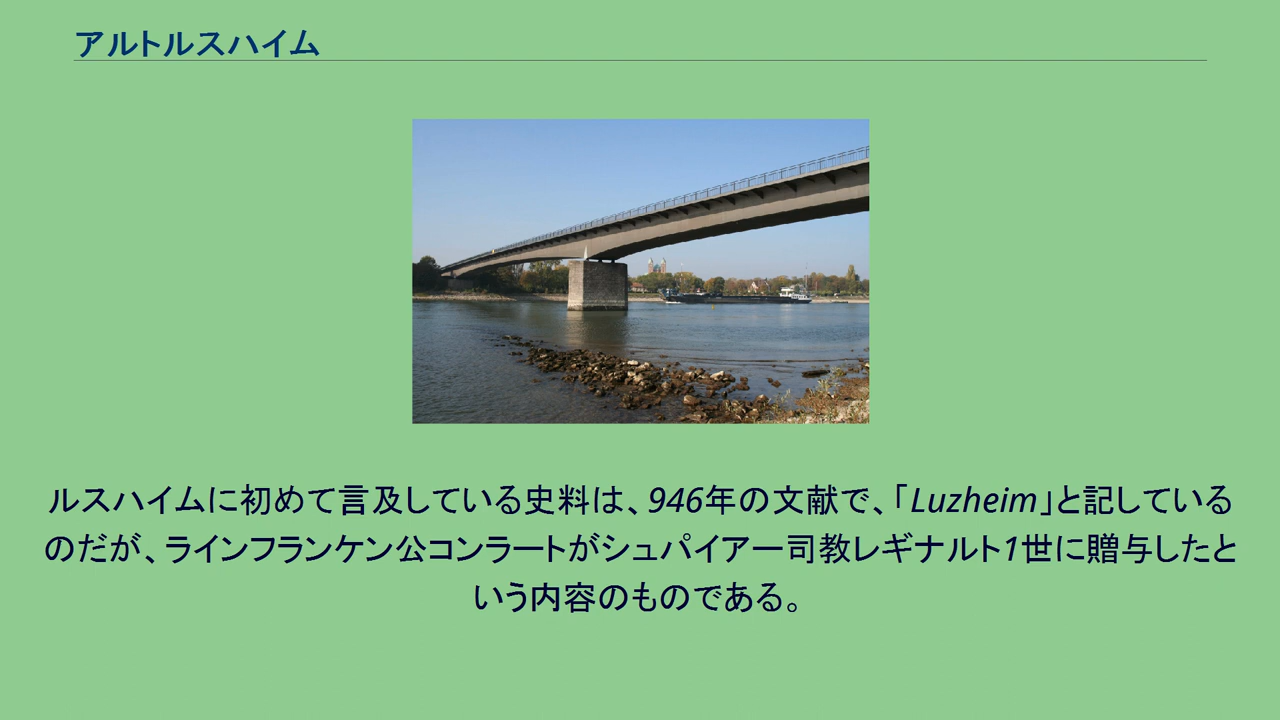 アルトルスハイム
ルスハイムに初めて言及している史料は、946年の文献で、「Luzheim」と記している
のだが、ラインフランケン公コンラートがシュパイアー司教レギナルト1世に贈与したと
いう内容のものである。